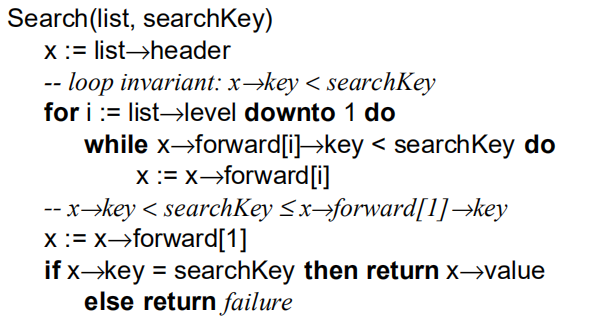 Search(list, searchKey)
x := list→header
-- loop invariant: x→key < searchKey
for i := list→level downto 1 do
while x→forward[i]→key < searchKey do
x := x→forward[i]
-- x→key < searchKey ≤ x→forward[1]→key
x := x→forward[1]
if x→key = searchKey then return x→value
else return failure